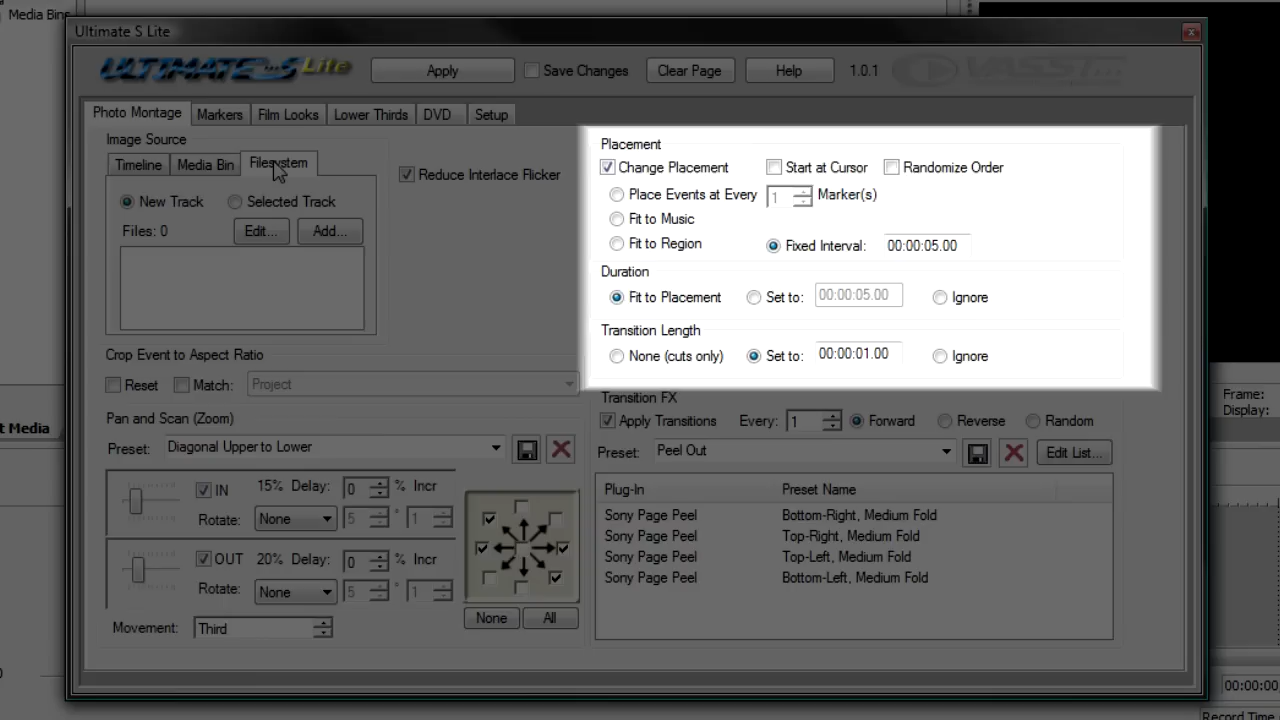 Media Bins
Ultimate S Lite
ULTIMATE S Lite
Apply
Save Changes
Clear Page
Help
1.0.1
VASST
Photo Montage
Markers
Film Looks
Lower Thirds
DVD
Setup
Image Source
Timeline
Media Bin
Filesystem
Reduce Interlace Flicker
New Track
Selected Track
Files: 0
Edit...
Add...
Placement
Change Placement
Start at Cursor
Randomize Order
Place Events at Every
1
Marker(s)
Fit to Music
Fit to Region
Fixed Interval:
00:00:05.00
Duration
Fit to Placement
Set to:
00:00:05.00
Ignore
Transition Length
None (cuts only)
Set to:
00:00:01.00
Ignore
Crop Event to Aspect Ratio
Reset
Match:
Project
Pan and Scan (Zoom)
Preset:
Diagonal Upper to Lower
IN
15% Delay:
0
% Incr
Rotate:
None
5
°
1
OUT
20% Delay:
0
% Incr
Rotate:
None
5
°
1
Movement:
Third
None
All
Transition FX
Apply Transitions
Every:
1
Forward
Reverse
Random
Preset:
Peel Out
Edit List...
Plug-In
Preset Name
Sony Page Peel
Bottom-Right, Medium Fold
Sony Page Peel
Top-Right, Medium Fold
Sony Page Peel
Top-Left, Medium Fold
Sony Page Peel
Bottom-Left, Medium Fold
t Media
Frame:
Display:
00:00:00
Record Time